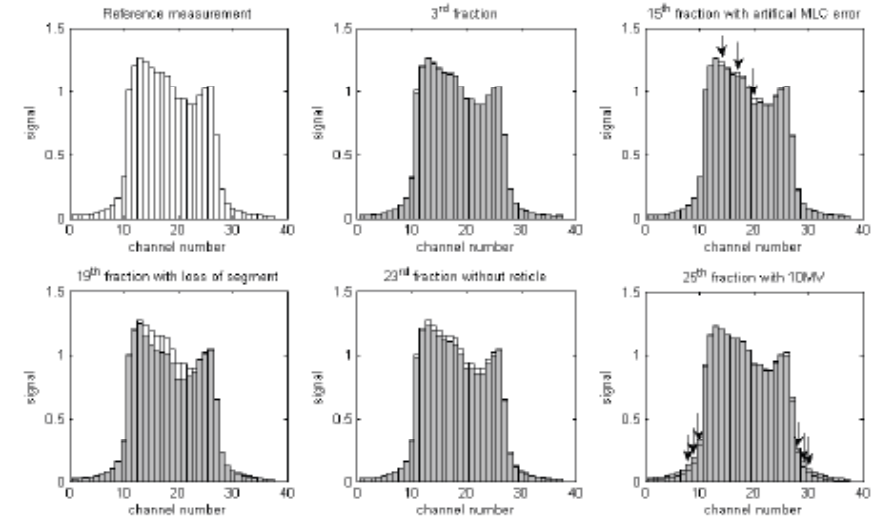 Reference measurement
3rd fraction
15th fraction with artifical MLC error
1.5
1
0.5
0
signal
0 10 20 30 40
channel number
1.5
1
0.5
0
signal
0 10 20 30 40
channel number
1.5
1
0.5
0
signal
0 10 20 30 40
channel number
19th fraction with loss of segment
23rd fraction without reticle
25th fraction with 10MV
1.5
1
0.5
0
signal
0 10 20 30 40
channel number
1.5
1
0.5
0
signal
0 10 20 30 40
channel number
1.5
1
0.5
0
signal
0 10 20 30 40
channel number